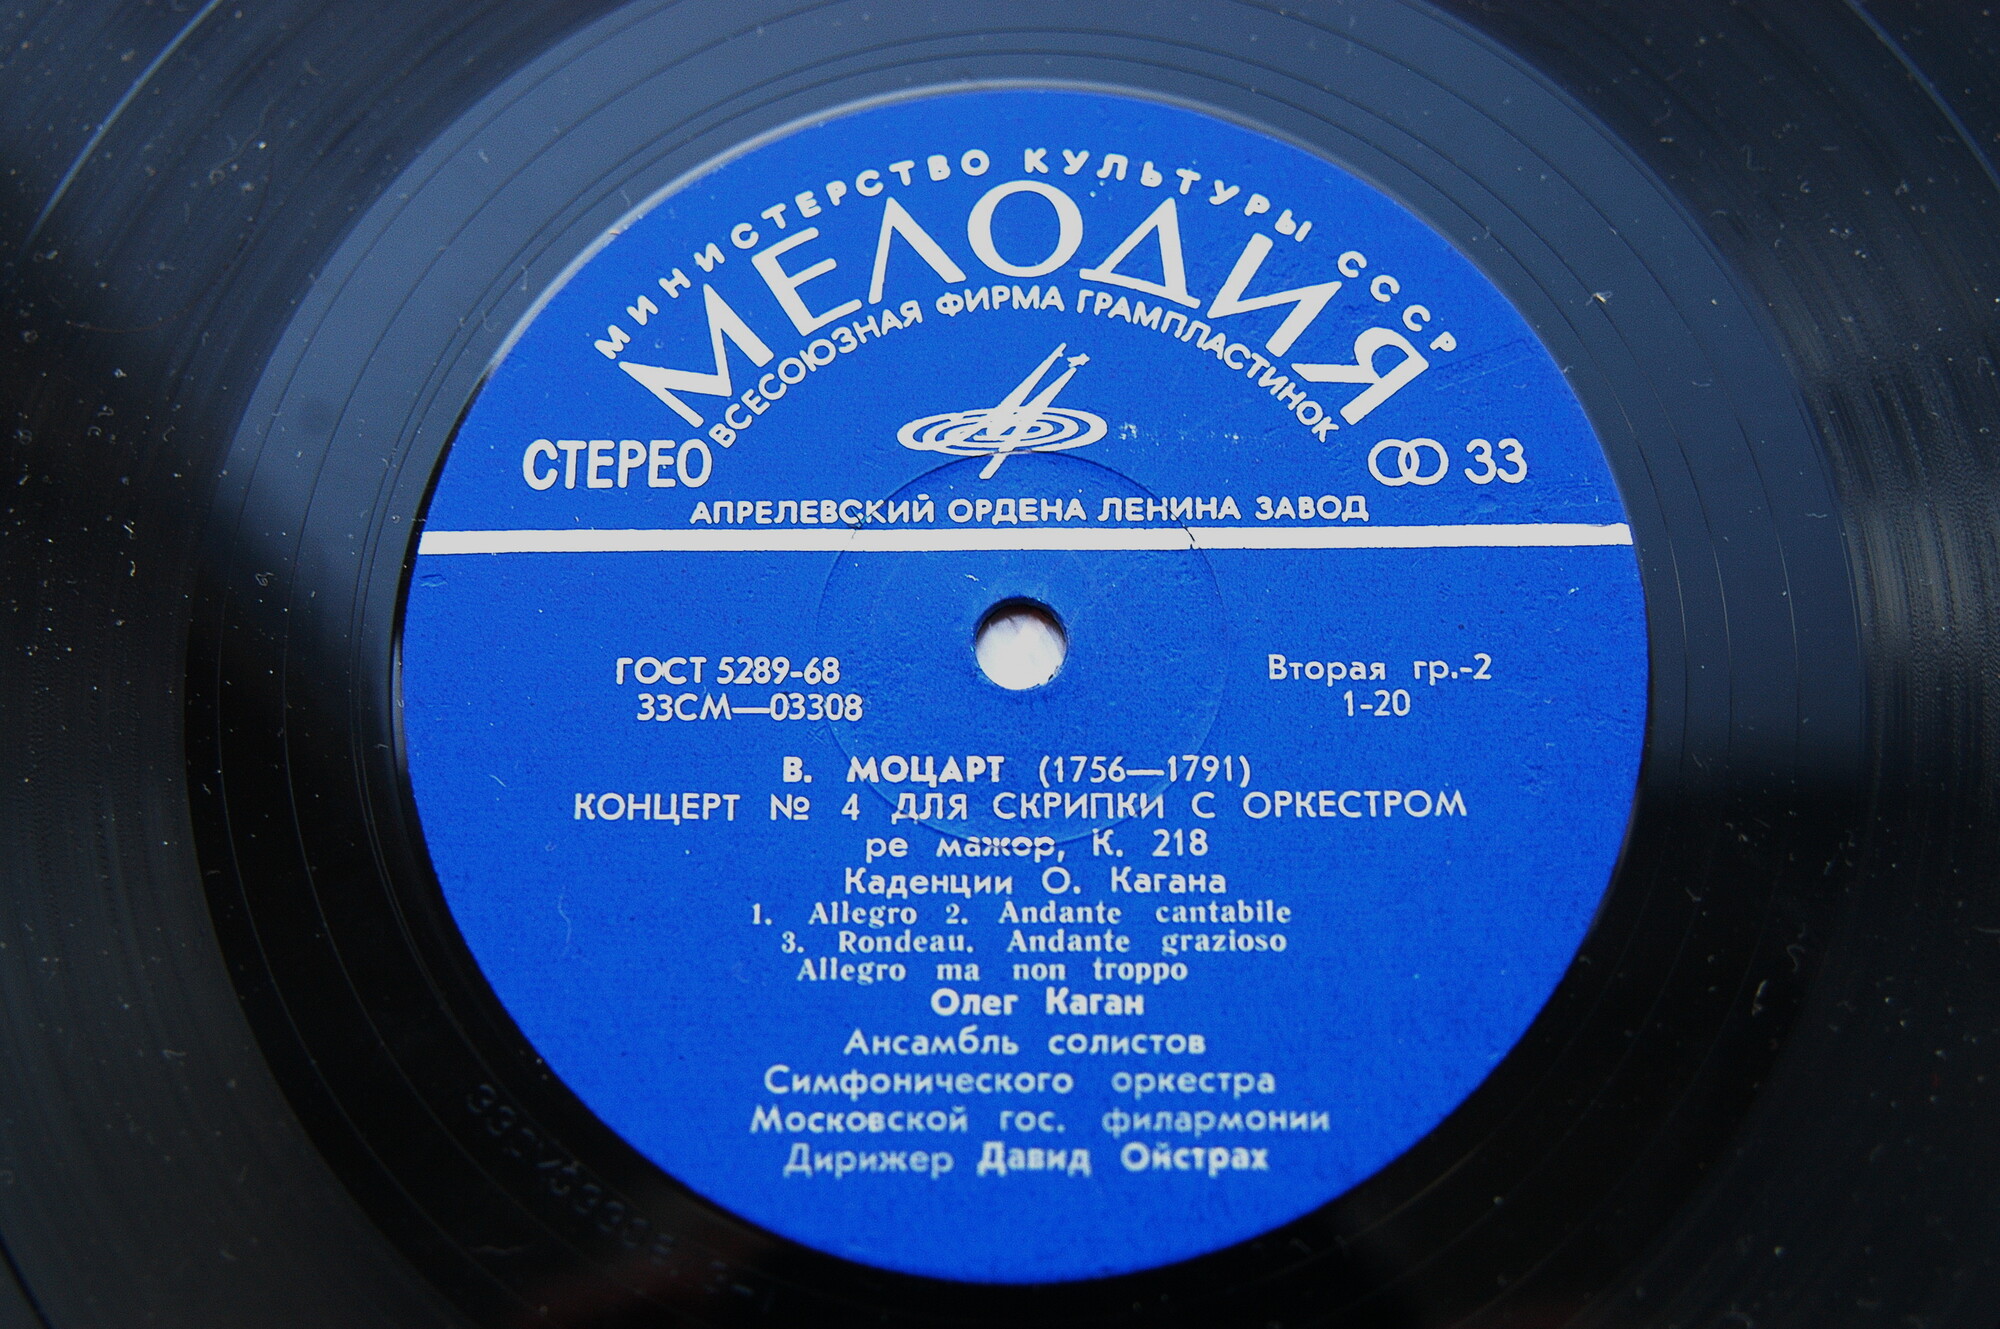 МИНИСТЕРСТВО КУЛЬТУРЫ СССР
МЕЛОДИЯ
ВСЕСОЮЗНАЯ ФИРМА ГРАМПЛАСТИНОК
СТЕРЕО 33
АПРЕЛЕВСКИЙ ОРДЕНА ЛЕНИНА ЗАВОД
ГОСТ 5289-68 Вторая гр.-2
33СМ—03308 1-20
В. МОЦАРТ (1756—1791)
КОНЦЕРТ № 4 ДЛЯ СКРИПКИ С ОРКЕСТРОМ
ре мажор, К. 218
Каденции О. Кагана
1. Allegro 2. Andante cantabile
3. Rondeau. Andante grazioso
Allegro ma non troppo
Олег Каган
Ансамбль солистов
Симфонического оркестра
Московской гос. филармонии
Дирижер Давид Ойстрах